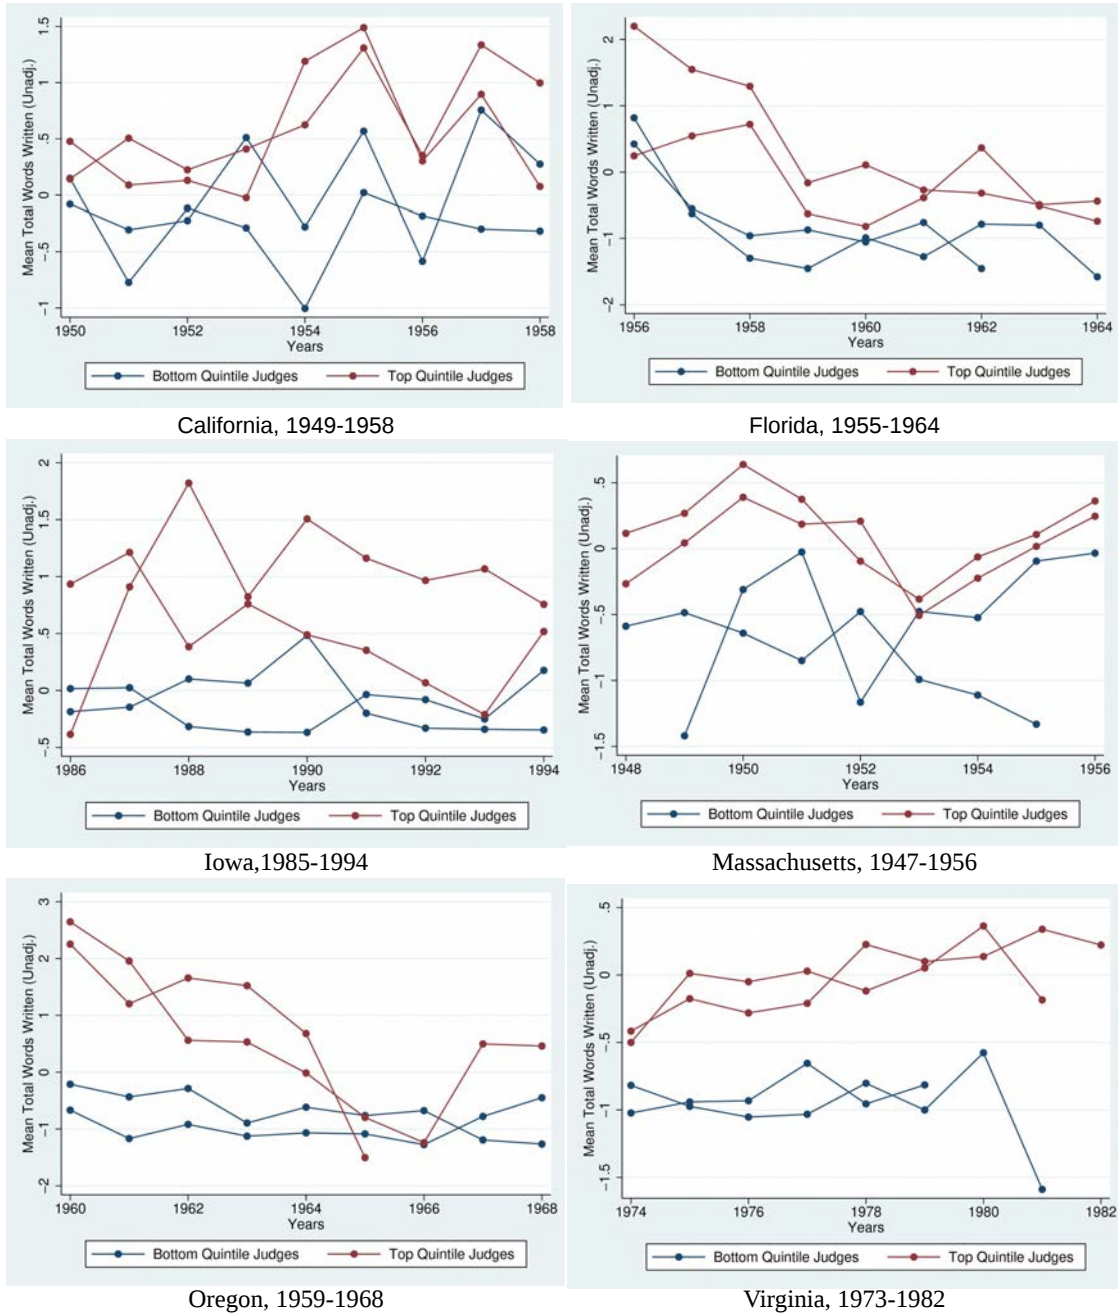 Mean Total Words Written (Unadj.)
1.5
1
.5
0
-.5
-1
1950 1952 1954 1956 1958
Years
Bottom Quintile Judges Top Quintile Judges
California, 1949-1958
Mean Total Words Written (Unadj.)
2
1
0
-1
-2
1956 1958 1960 1962 1964
Years
Bottom Quintile Judges Top Quintile Judges
Florida, 1955-1964
Mean Total Words Written (Unadj.)
2
1.5
1
.5
0
-.5
1986 1988 1990 1992 1994
Years
Bottom Quintile Judges Top Quintile Judges
Iowa,1985-1994
Mean Total Words Written (Unadj.)
.5
0
-.5
-1
-1.5
1948 1950 1952 1954 1956
Years
Bottom Quintile Judges Top Quintile Judges
Massachusetts, 1947-1956
Mean Total Words Written (Unadj.)
3
2
1
0
-1
-2
1960 1962 1964 1966 1968
Years
Bottom Quintile Judges Top Quintile Judges
Oregon, 1959-1968
Mean Total Words Written (Unadj.)
.5
0
-.5
-1
-1.5
1974 1976 1978 1980 1982
Years
Bottom Quintile Judges Top Quintile Judges
Virginia, 1973-1982